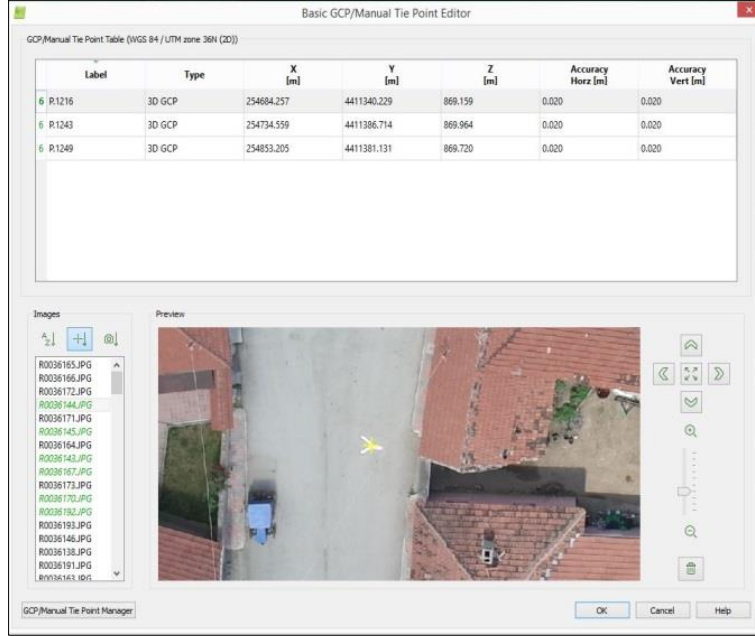 Basic GCP/Manual Tie Point Editor
GCP/Manual Tie Point Table (WGS 84 / UTM zone 36N (2D))
Label Type X [m] Y [m] Z [m] Accuracy Horz [m] Accuracy Vert [m]
6 P.1216 3D GCP 254684.257 4411340.229 869.159 0.020 0.020
6 P.1243 3D GCP 254734.559 4411386.714 869.964 0.020 0.020
6 P.1249 3D GCP 254853.205 4411381.131 869.720 0.020 0.020
Images
Preview
R0036165.JPG
R0036166.JPG
R0036172.JPG
R0036144.JPG
R0036171.JPG
R0036145.JPG
R0036164.JPG
R0036143.JPG
R0036167.JPG
R0036173.JPG
R0036170.JPG
R0036192.JPG
R0036193.JPG
R0036146.JPG
R0036138.JPG
R0036191.JPG
R0036163.JPG
GCP/Manual Tie Point Manager
OK Cancel Help